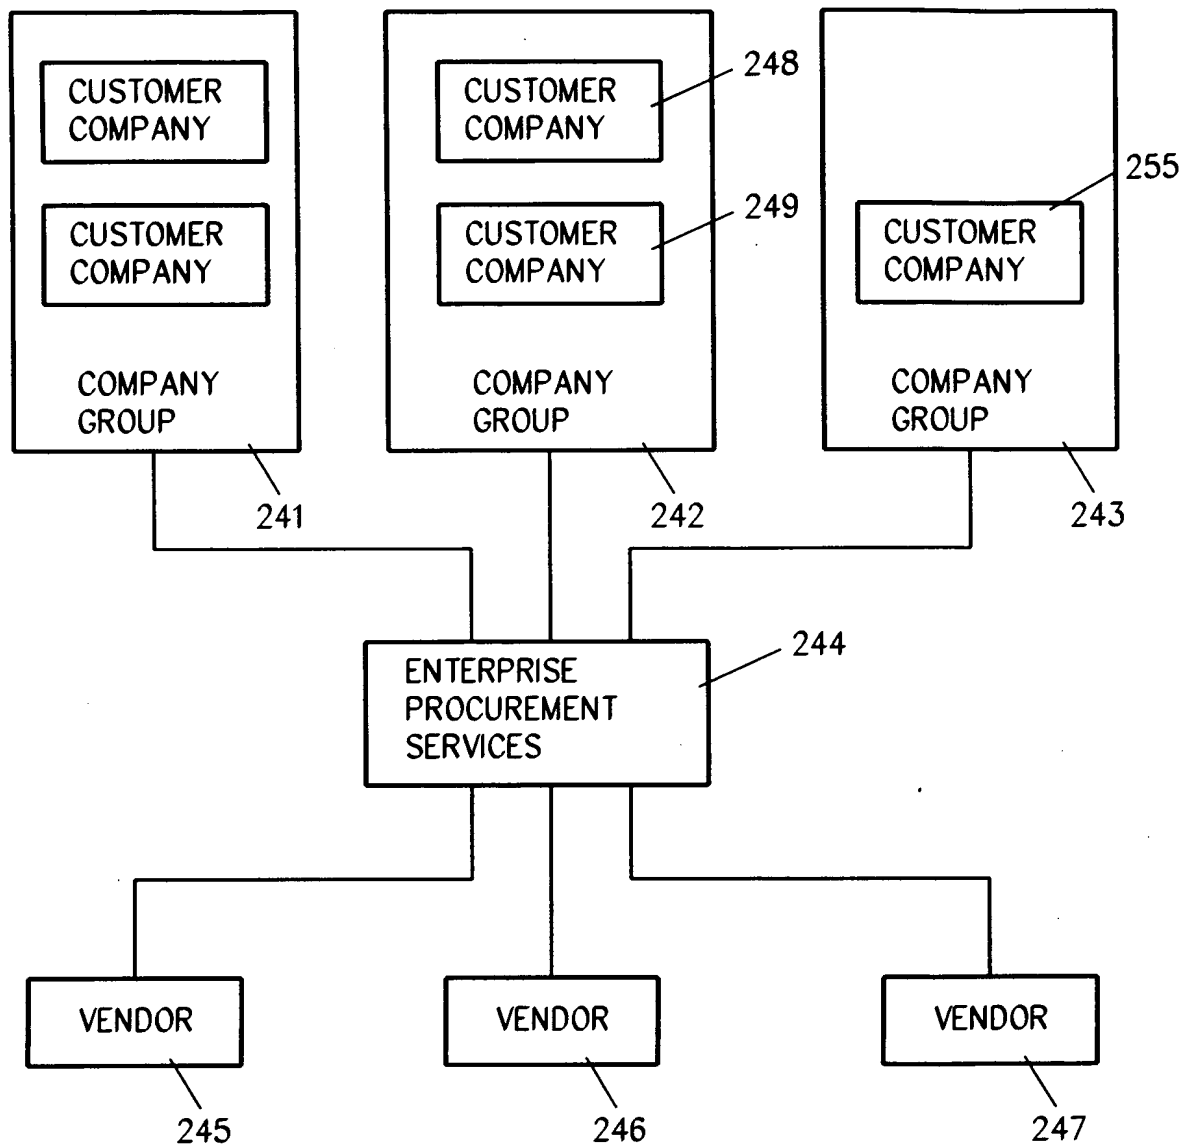 CUSTOMER
COMPANY
CUSTOMER
COMPANY
COMPANY
GROUP
241
CUSTOMER
COMPANY
248
CUSTOMER
COMPANY
249
COMPANY
GROUP
242
CUSTOMER
COMPANY
255
COMPANY
GROUP
243
ENTERPRISE
PROCUREMENT
SERVICES
244
VENDOR
245
VENDOR
246
VENDOR
247